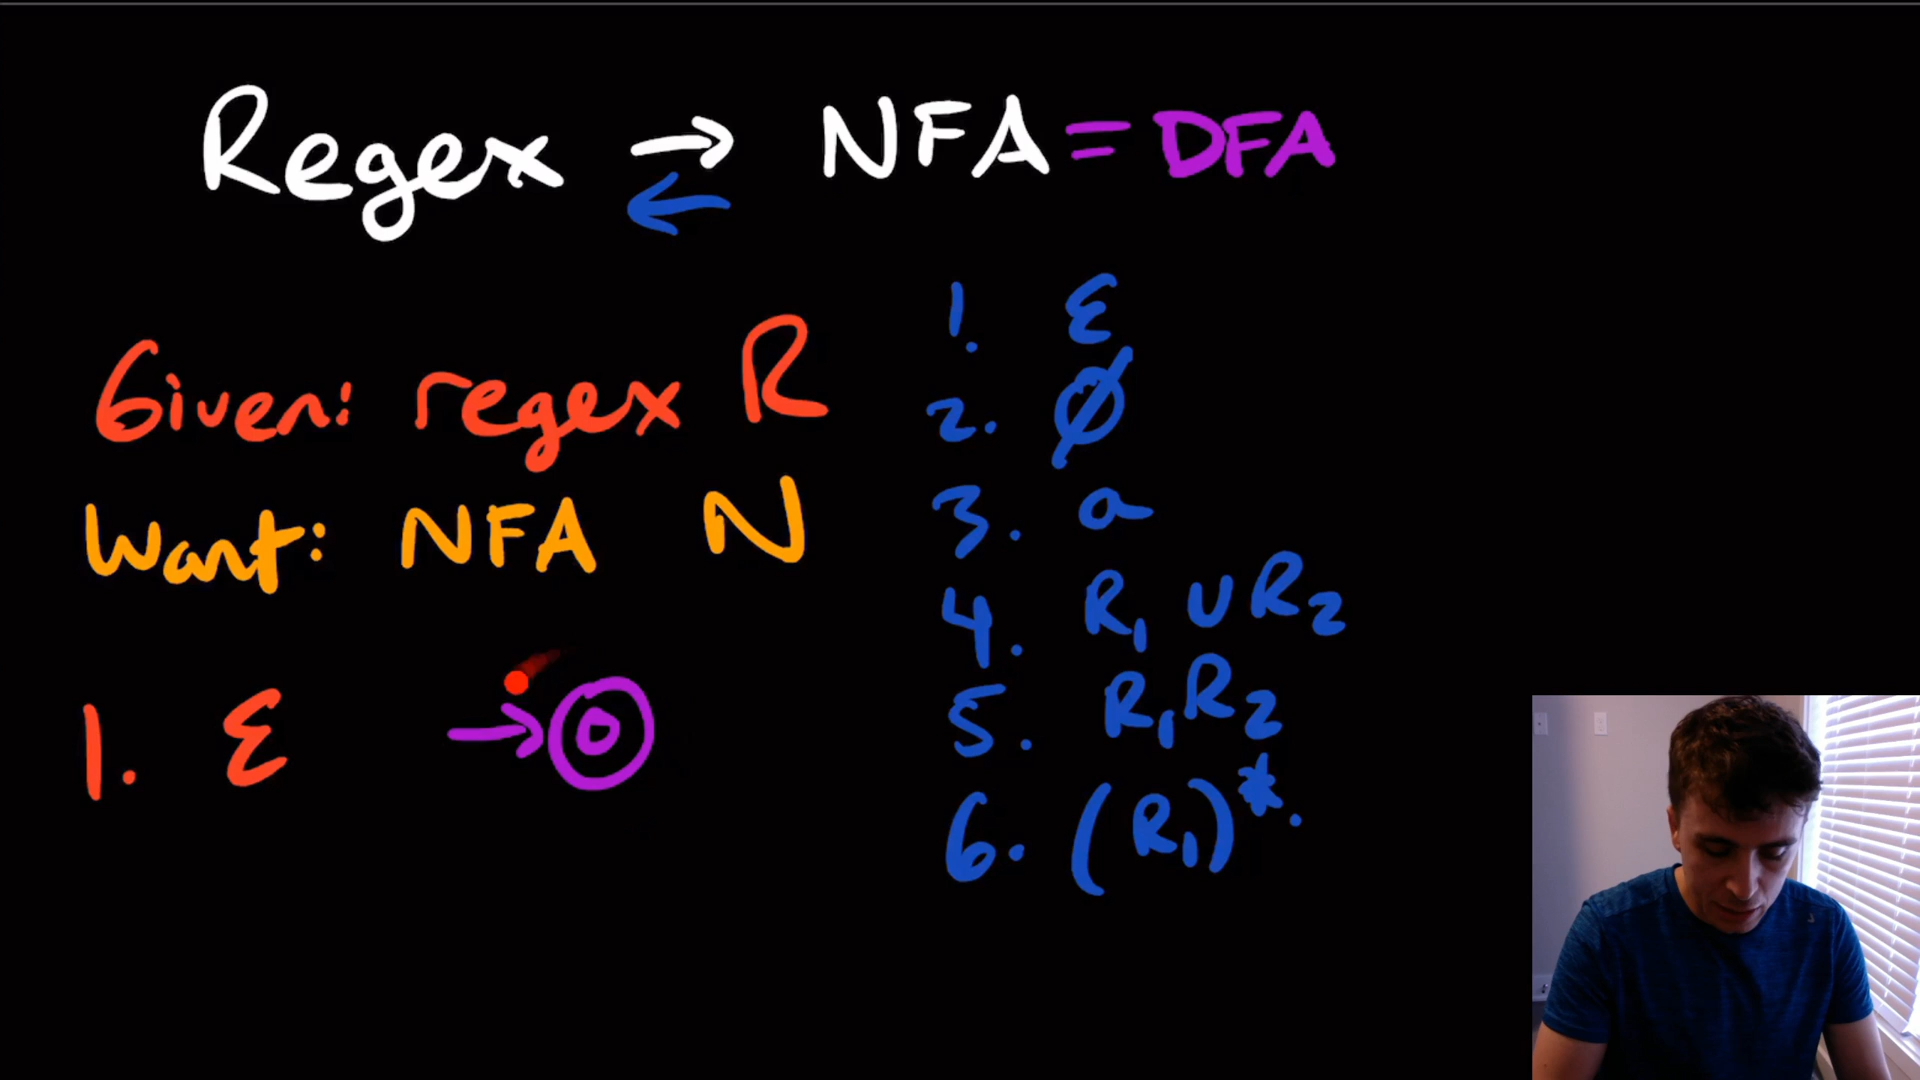 Regex → NFA = DFA
←
Given: regex R
Want: NFA N
1. ε
1. ε
2. ∅
3. a
4. R₁ ∪ R₂
5. R₁R₂
6. (R₁)*.